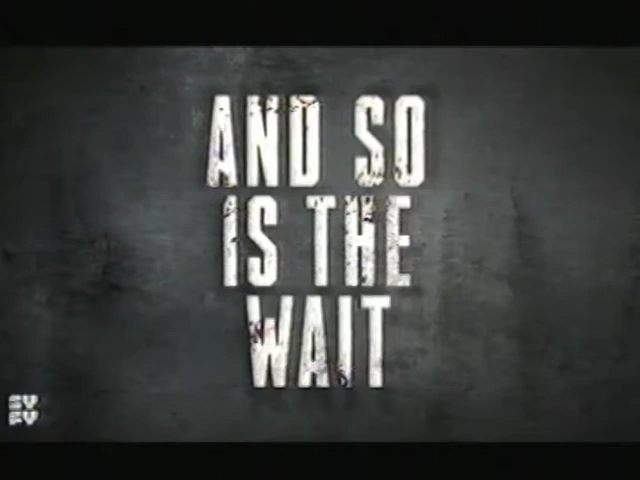 AND SO
IS THE
WAIT
SY
FY